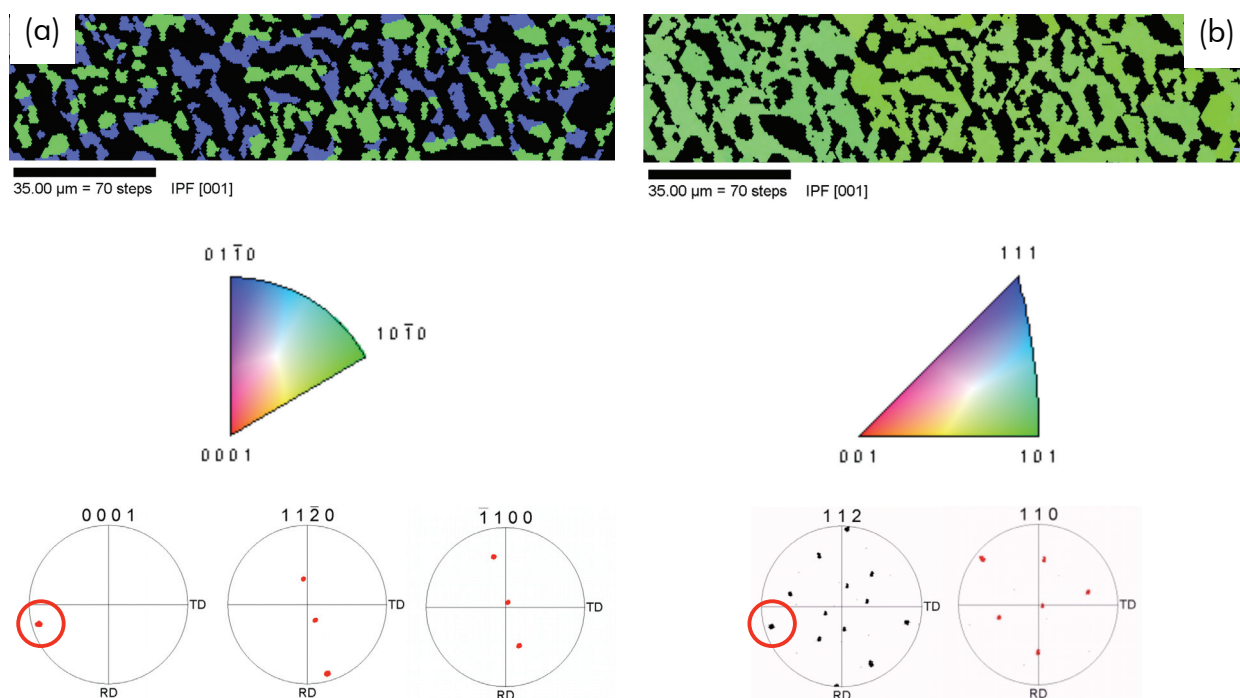 (a)
(b)
35.00 µm = 70 steps IPF [001]
35.00 µm = 70 steps IPF [001]
0 1 1̅ 0
1 0 1̅ 0
0 0 0 1
1 1 1
0 0 1
1 0 1
0 0 0 1
TD
RD
1 1 2̅ 0
TD
RD
1̅ 1 0 0
TD
RD
1 1 2
TD
RD
1 1 0
TD
RD